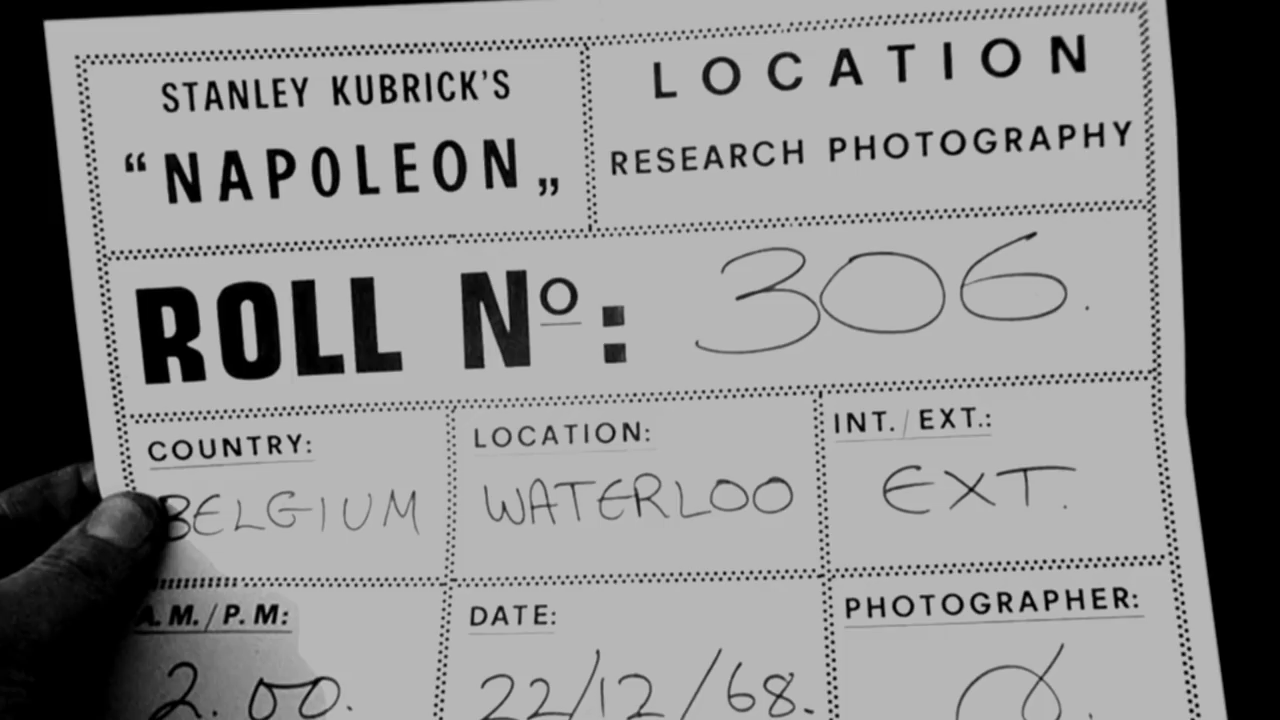 STANLEY KUBRICK'S
“NAPOLEON„
LOCATION
RESEARCH PHOTOGRAPHY
ROLL Nº: 306.
COUNTRY:
BELGIUM
LOCATION:
WATERLOO
INT./EXT.:
EXT.
A.M./P.M:
2.00.
DATE:
22/12/68.
PHOTOGRAPHER: